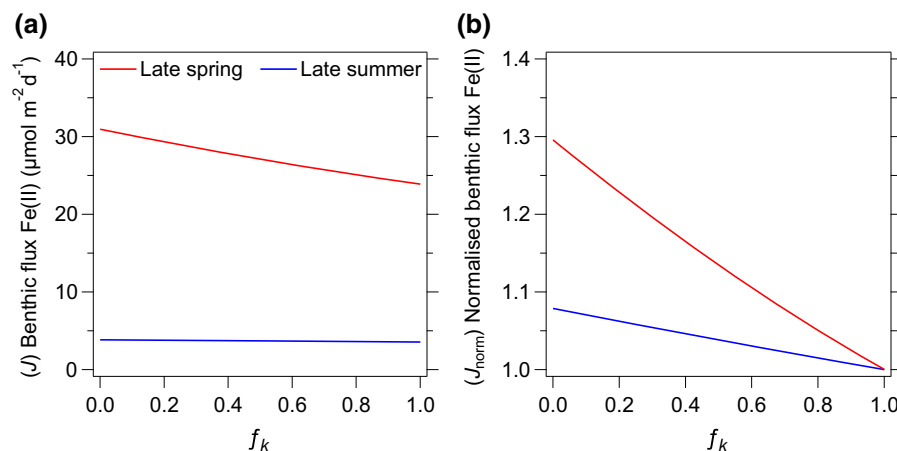 (a)
(J) Benthic flux Fe(II) (µmol m⁻² d⁻¹)
40
30
20
10
0
Late spring
Late summer
0.0 0.2 0.4 0.6 0.8 1.0
fk
(b)
(Jnorm) Normalised benthic flux Fe(II)
1.4
1.3
1.2
1.1
1.0
0.0 0.2 0.4 0.6 0.8 1.0
fk